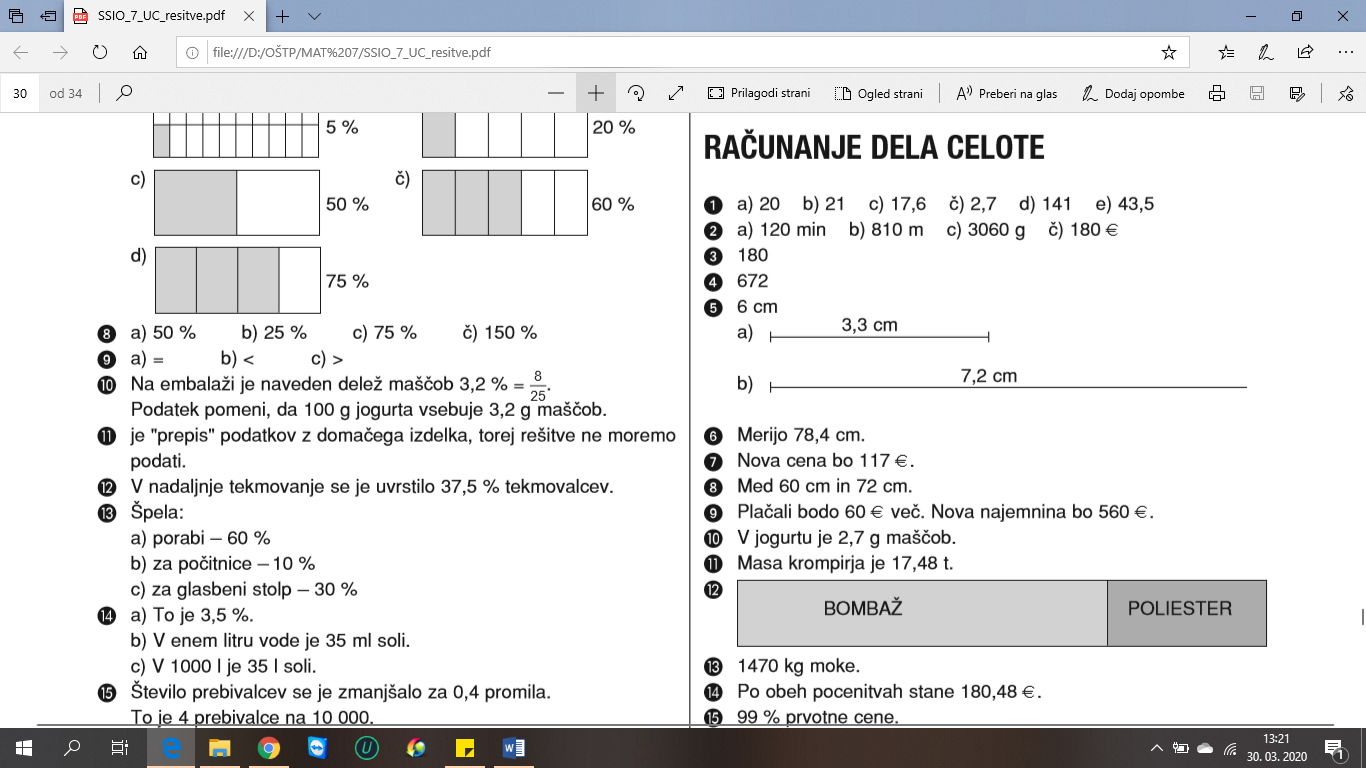 SSIO_7_UC_resitve.pdf
file:///D:/OŠTP/MAT%207/SSIO_7_UC_resitve.pdf
30 od 34 Prilagodi strani Ogled strani Preberi na glas Dodaj opombe
5 % 20 %
c) 50 % č) 60 %
d) 75 %
8 a) 50 % b) 25 % c) 75 % č) 150 %
9 a) = b) < c) >
10 Na embalaži je naveden delež maščob 3,2 % = 8/25.
Podatek pomeni, da 100 g jogurta vsebuje 3,2 g maščob.
11 je "prepis" podatkov z domačega izdelka, torej rešitve ne moremo
podati.
12 V nadaljnje tekmovanje se je uvrstilo 37,5 % tekmovalcev.
13 Špela:
a) porabi – 60 %
b) za počitnice – 10 %
c) za glasbeni stolp – 30 %
14 a) To je 3,5 %.
b) V enem litru vode je 35 ml soli.
c) V 1000 l je 35 l soli.
15 Število prebivalcev se je zmanjšalo za 0,4 promila.
To je 4 prebivalce na 10 000.
RAČUNANJE DELA CELOTE
1 a) 20 b) 21 c) 17,6 č) 2,7 d) 141 e) 43,5
2 a) 120 min b) 810 m c) 3060 g č) 180 €
3 180
4 672
5 6 cm
a) 3,3 cm
b) 7,2 cm
6 Merijo 78,4 cm.
7 Nova cena bo 117 €.
8 Med 60 cm in 72 cm.
9 Plačali bodo 60 € več. Nova najemnina bo 560 €.
10 V jogurtu je 2,7 g maščob.
11 Masa krompirja je 17,48 t.
12 BOMBAŽ POLIESTER
13 1470 kg moke.
14 Po obeh pocenitvah stane 180,48 €.
15 99 % prvotne cene.
13:21
30. 03. 2020
1